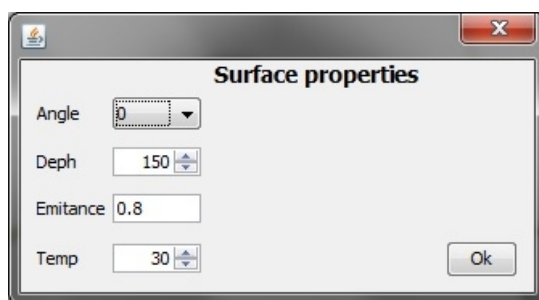 Surface properties
Angle 0
Deph 150
Emitance 0.8
Temp 30 Ok